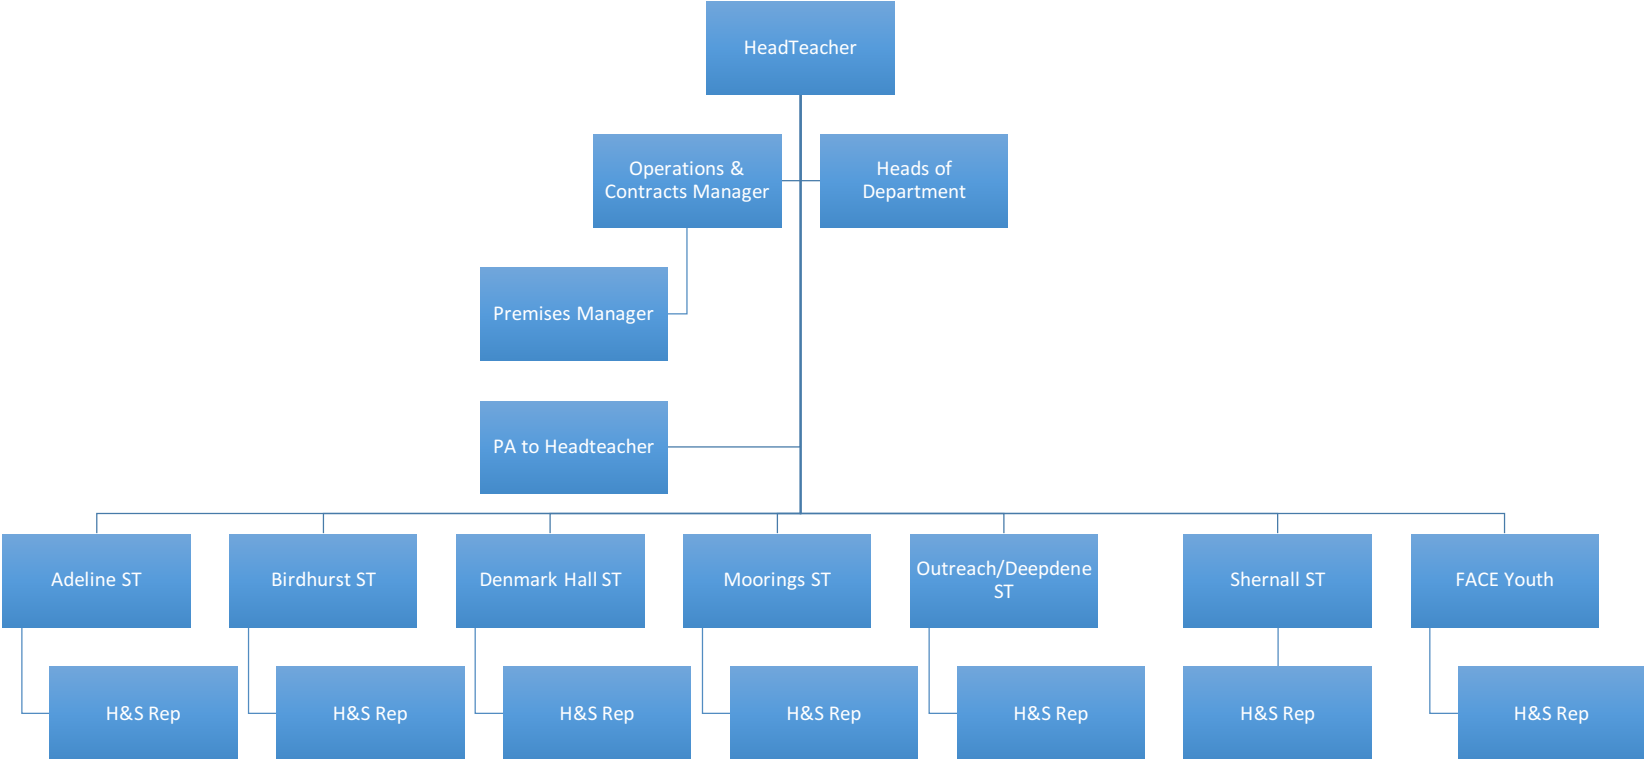 HeadTeacher
Operations &
Contracts Manager
Heads of
Department
Premises Manager
PA to Headteacher
Adeline ST
Birdhurst ST
Denmark Hall ST
Moorings ST
Outreach/Deepdene
ST
Shernall ST
FACE Youth
H&S Rep
H&S Rep
H&S Rep
H&S Rep
H&S Rep
H&S Rep
H&S Rep